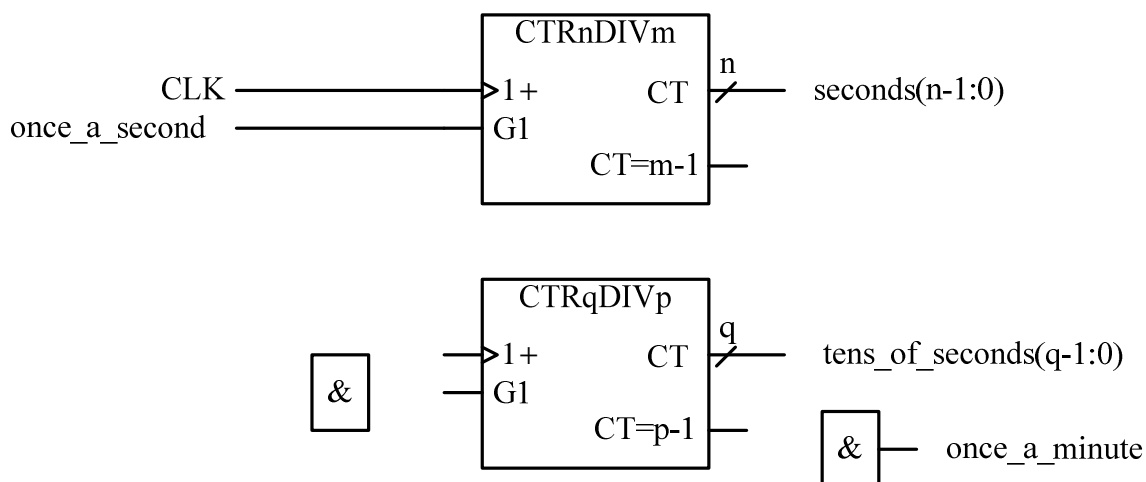 CTRnDIVm
CLK 1+ CT n seconds(n-1:0)
once_a_second G1
CT=m-1
CTRqDIVp
1+ CT q tens_of_seconds(q-1:0)
& G1
CT=p-1 & once_a_minute